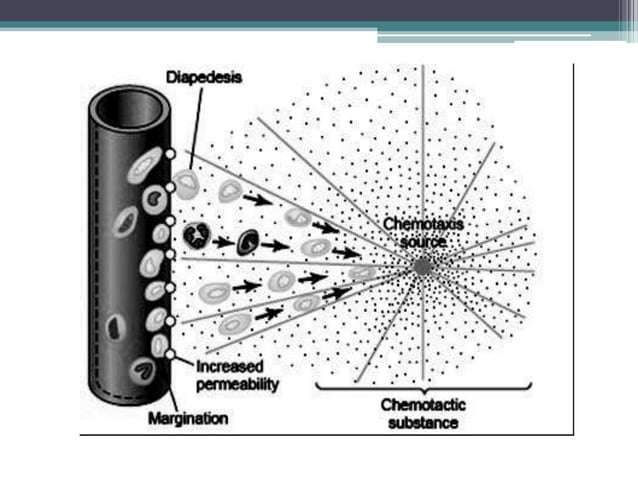 Diapedesis
Chemotaxis
source
Increased
permeability
Margination
Chemotactic
substance